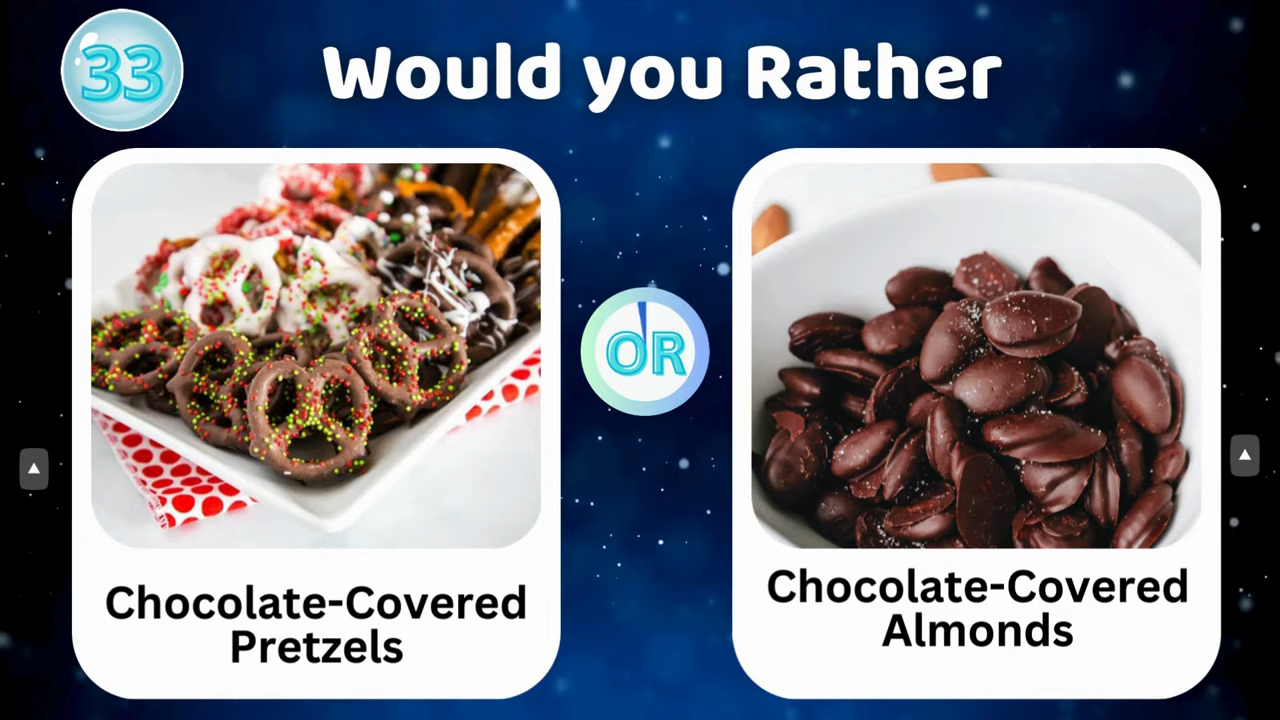 33
Would you Rather
OR
Chocolate-Covered
Pretzels
Chocolate-Covered
Almonds